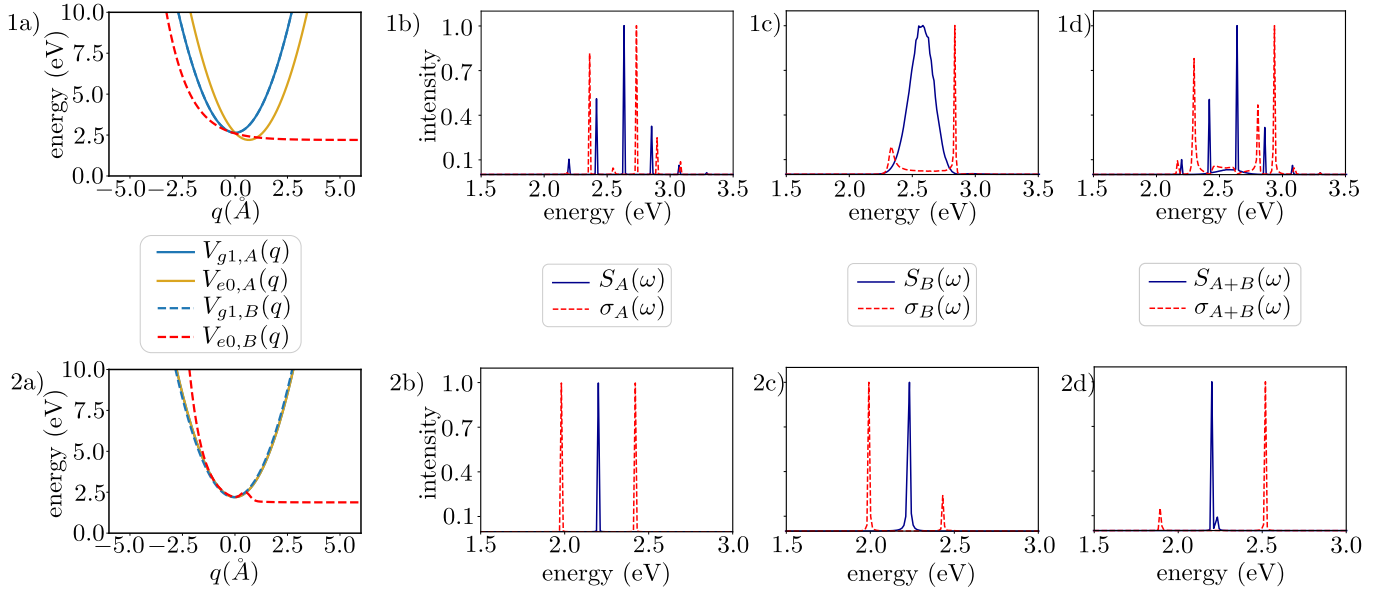 1a)
energy (eV)
10.0
7.5
5.0
2.5
0.0
−5.0 −2.5 0.0 2.5 5.0
q(Å)
1b)
intensity
1.0
0.7
0.4
0.1
1.5 2.0 2.5 3.0 3.5
energy (eV)
1c)
1.5 2.0 2.5 3.0 3.5
energy (eV)
1d)
1.5 2.0 2.5 3.0 3.5
energy (eV)
V_{g1,A}(q)
V_{e0,A}(q)
V_{g1,B}(q)
V_{e0,B}(q)
S_A(ω)
σ_A(ω)
S_B(ω)
σ_B(ω)
S_{A+B}(ω)
σ_{A+B}(ω)
2a)
energy (eV)
10.0
7.5
5.0
2.5
0.0
−5.0 −2.5 0.0 2.5 5.0
q(Å)
2b)
intensity
1.0
0.7
0.4
0.1
1.5 2.0 2.5 3.0
energy (eV)
2c)
1.5 2.0 2.5 3.0
energy (eV)
2d)
1.5 2.0 2.5 3.0
energy (eV)